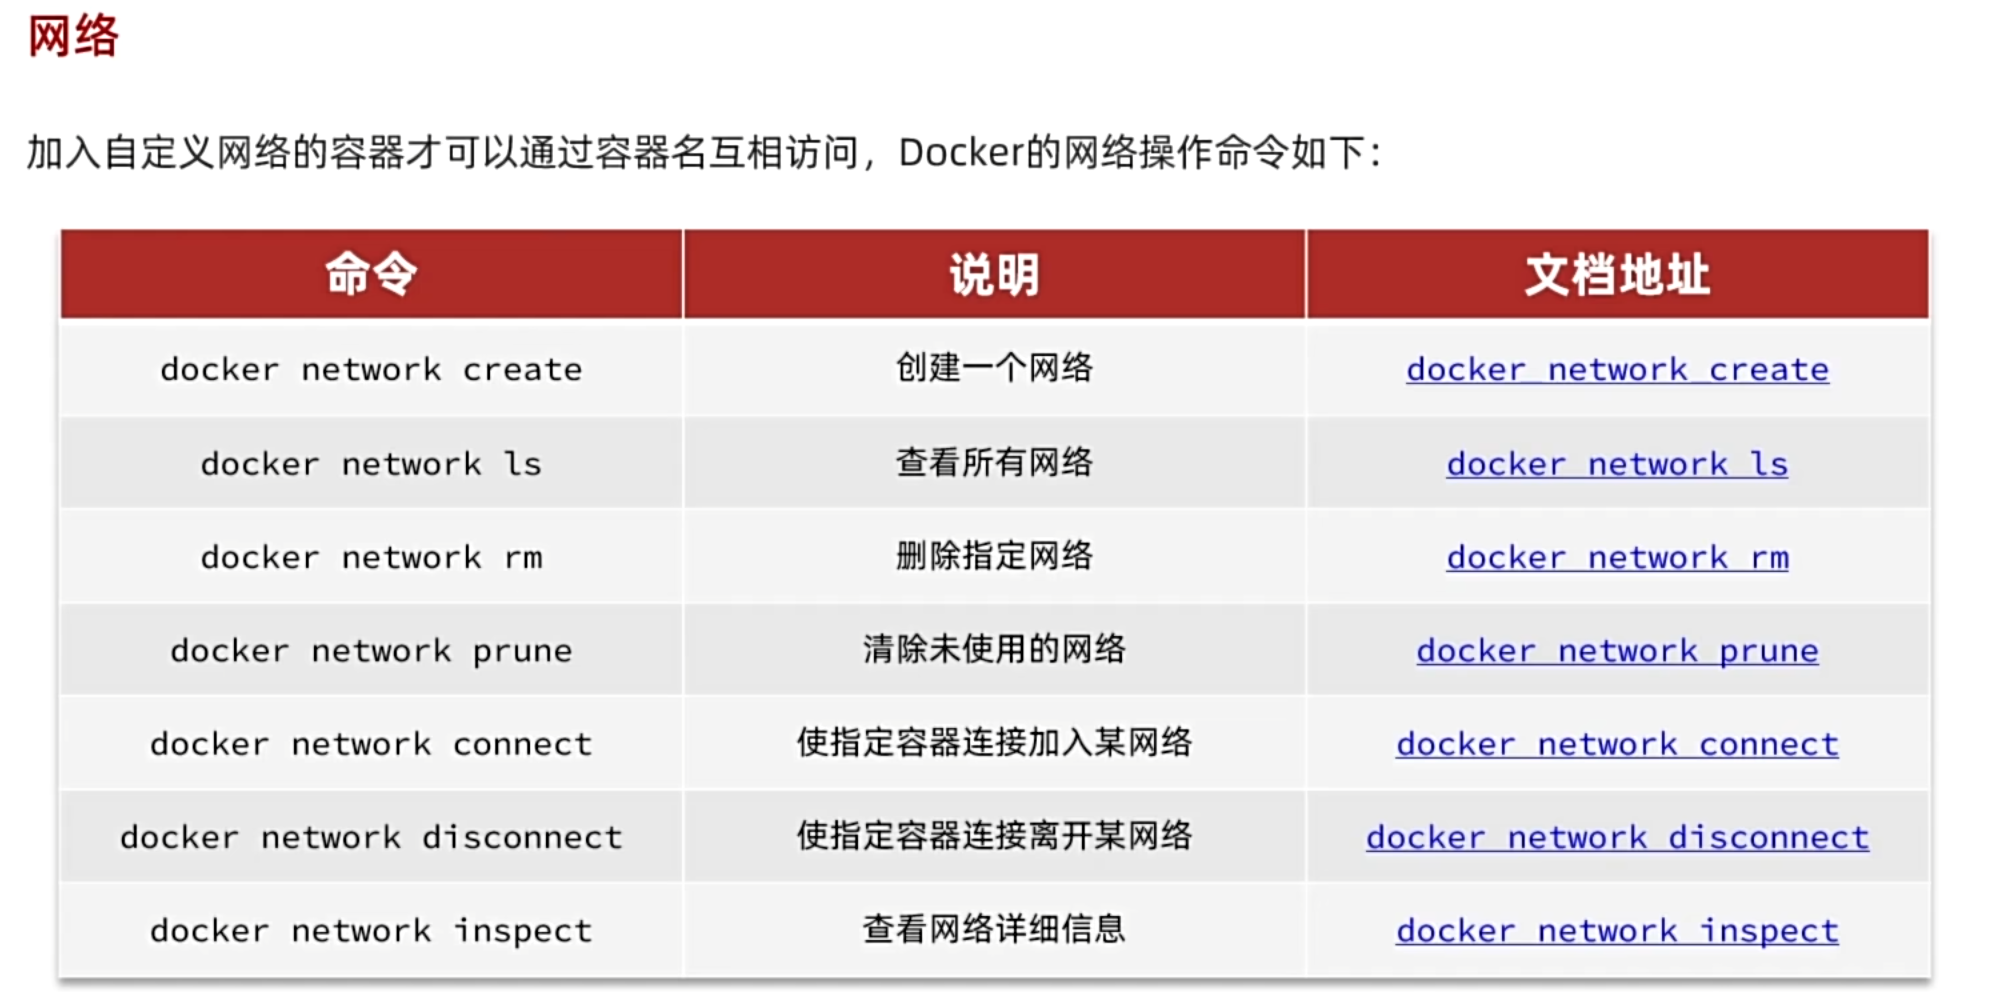 网络
加入自定义网络的容器才可以通过容器名互相访问，Docker的网络操作命令如下：
命令 说明 文档地址
docker network create 创建一个网络 docker network create
docker network ls 查看所有网络 docker network ls
docker network rm 删除指定网络 docker network rm
docker network prune 清除未使用的网络 docker network prune
docker network connect 使指定容器连接加入某网络 docker network connect
docker network disconnect 使指定容器连接离开某网络 docker network disconnect
docker network inspect 查看网络详细信息 docker network inspect